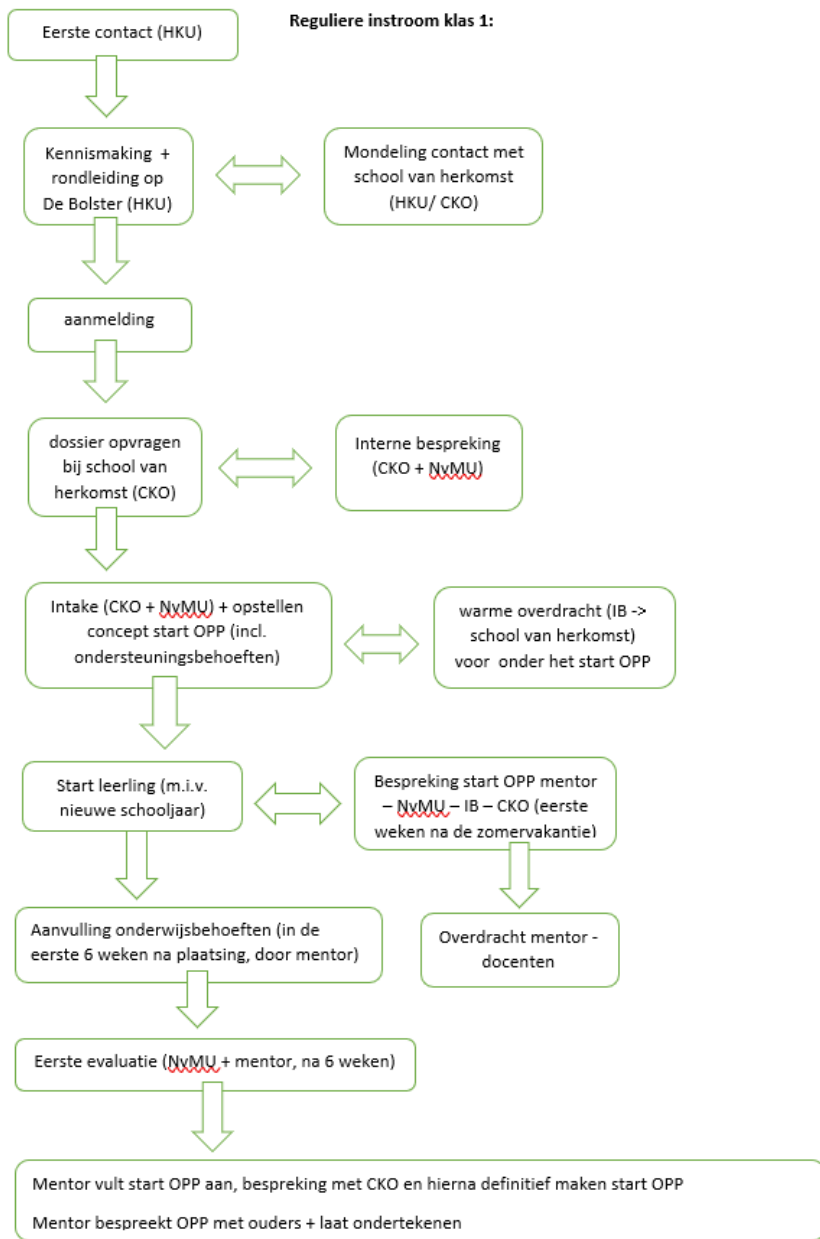 Reguliere instroom klas 1:
Eerste contact (HKU)
Kennismaking +
rondleiding op
De Bolster (HKU)
Mondeling contact met
school van herkomst
(HKU/ CKO)
aanmelding
dossier opvragen
bij school van
herkomst (CKO)
Interne bespreking
(CKO + NvMU)
Intake (CKO + NvMU) + opstellen
concept start OPP (incl.
ondersteuningsbehoeften)
warme overdracht (IB ->
school van herkomst)
voor onder het start OPP
Start leerling (m.i.v.
nieuwe schooljaar)
Bespreking start OPP mentor
– NvMU – IB – CKO (eerste
weken na de zomervakantie)
Aanvulling onderwijsbehoeften (in de
eerste 6 weken na plaatsing, door mentor)
Overdracht mentor -
docenten
Eerste evaluatie (NvMU + mentor, na 6 weken)
Mentor vult start OPP aan, bespreking met CKO en hierna definitief maken start OPP
Mentor bespreekt OPP met ouders + laat ondertekenen